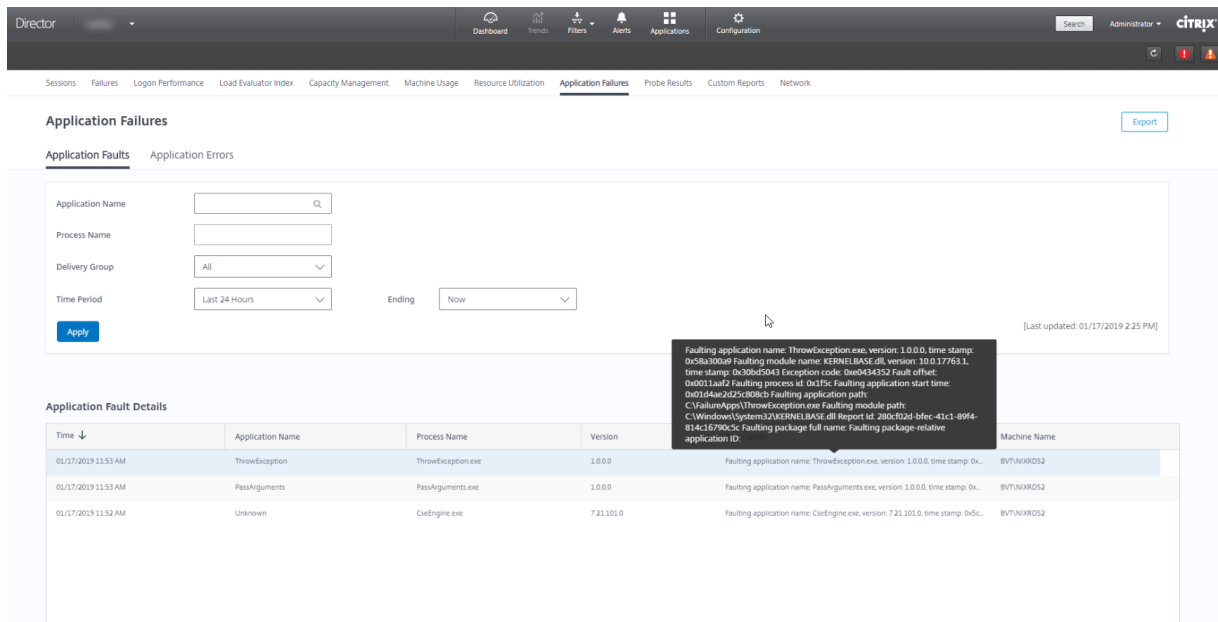 Director
Dashboard Trends Filters Alerts Applications Configuration
Search Administrator CITRIX
Sessions Failures Logon Performance Load Evaluator Index Capacity Management Machine Usage Resource Utilization Application Failures Probe Results Custom Reports Network
Application Failures
Export
Application Faults Application Errors
Application Name
Process Name
Delivery Group All
Time Period Last 24 Hours Ending Now
Apply
[Last updated: 01/17/2019 2:25 PM]
Faulting application name: ThrowException.exe, version: 1.0.0.0, time stamp:
0x58a300a9 Faulting module name: KERNELBASE.dll, version: 10.0.17763.1,
time stamp: 0x30bd5043 Exception code: 0xe0434352 Fault offset:
0x0011aaf2 Faulting process id: 0x1f5c Faulting application start time:
0x01d4ae2d25c808cb Faulting application path:
C:\FailureApps\ThrowException.exe Faulting module path:
C:\Windows\System32\KERNELBASE.dll Report Id: 280cf02d-bfec-41c1-89f4-
814c16790c5c Faulting package full name: Faulting package-relative
application ID:
Application Fault Details
Time Application Name Process Name Version Machine Name
01/17/2019 11:53 AM ThrowException ThrowException.exe 1.0.0.0 Faulting application name: ThrowException.exe, version: 1.0.0.0, time stamp: 0x... BVT\NIXRDS2
01/17/2019 11:53 AM PassArguments PassArguments.exe 1.0.0.0 Faulting application name: PassArguments.exe, version: 1.0.0.0, time stamp: 0x... BVT\NIXRDS2
01/17/2019 11:52 AM Unknown CseEngine.exe 7.21.101.0 Faulting application name: CseEngine.exe, version: 7.21.101.0, time stamp: 0x5c... BVT\NIXRDS2